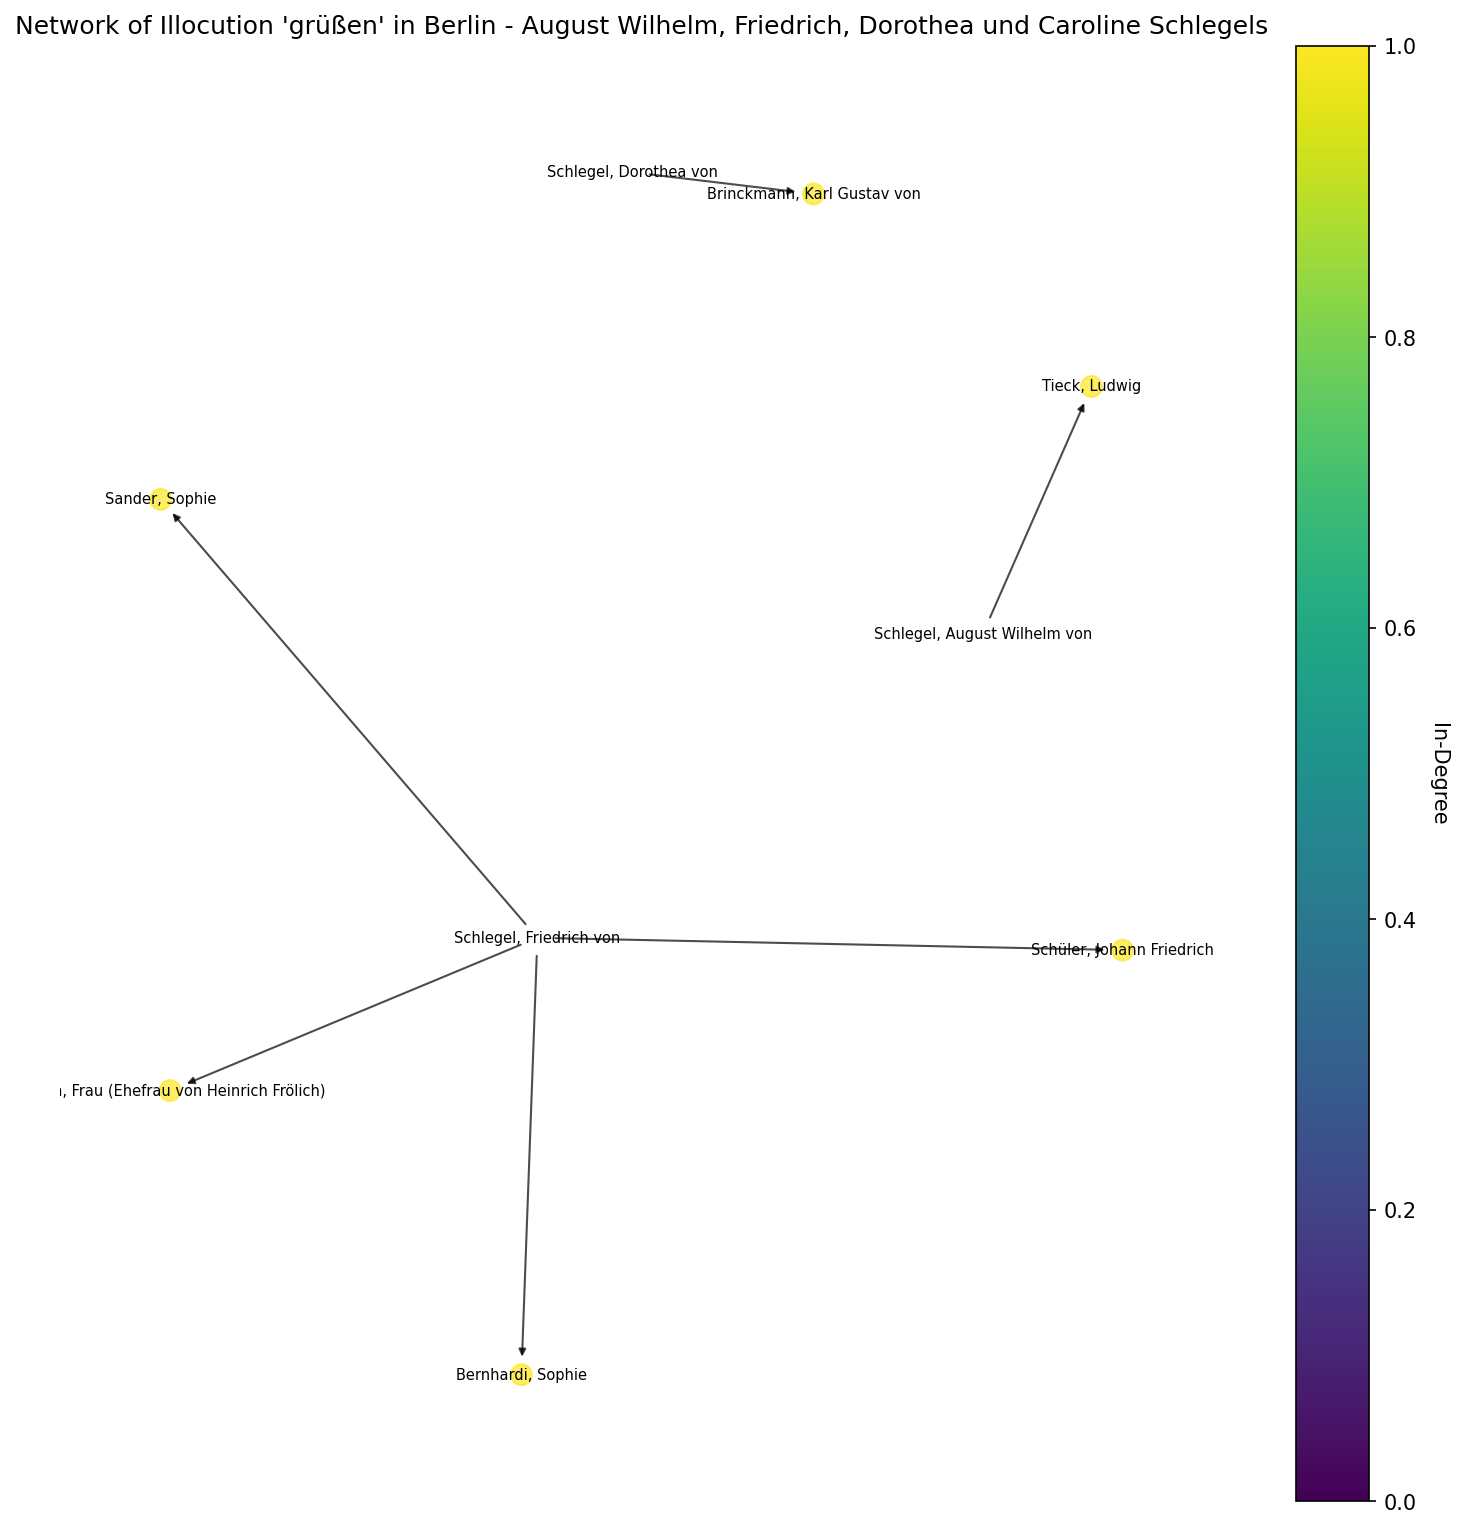 Network of Illocution 'grüßen' in Berlin - August Wilhelm, Friedrich, Dorothea und Caroline Schlegels
1.0
Schlegel, Dorothea von
Brinckmann, Karl Gustav von
0.8
Tieck, Ludwig
Sander, Sophie
0.6
Schlegel, August Wilhelm von
In-Degree
0.4
Schlegel, Friedrich von
Schüler, Johann Friedrich
, Frau (Ehefrau von Heinrich Frölich)
0.2
Bernhardi, Sophie
0.0